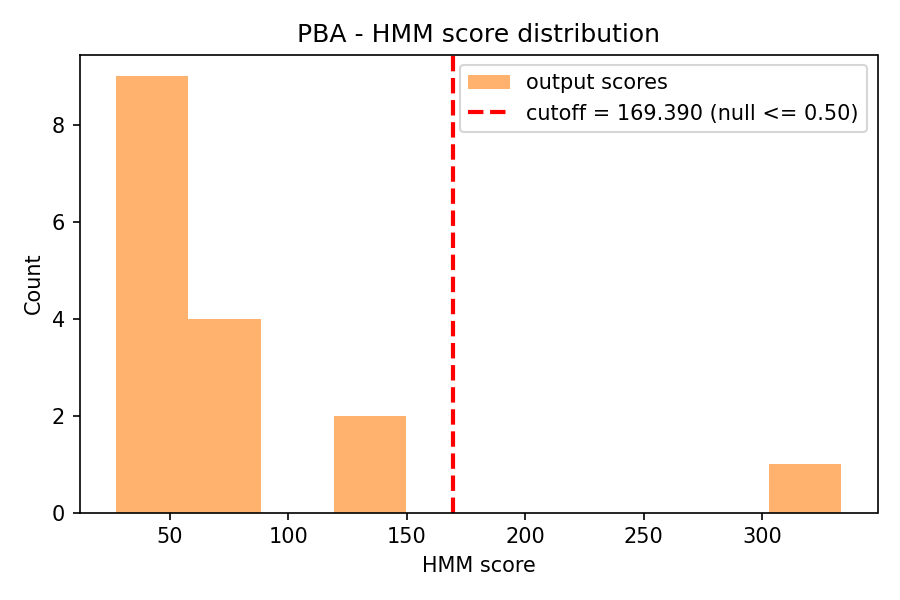 PBA - HMM score distribution
output scores
cutoff = 169.390 (null <= 0.50)
Count
8
6
4
2
0
50 100 150 200 250 300
HMM score